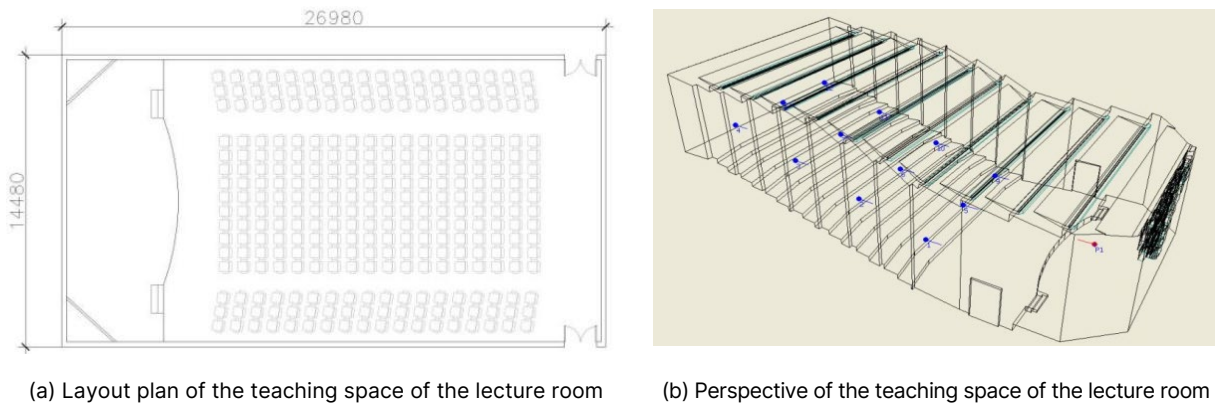 26980
14480
P1
(a) Layout plan of the teaching space of the lecture room
(b) Perspective of the teaching space of the lecture room